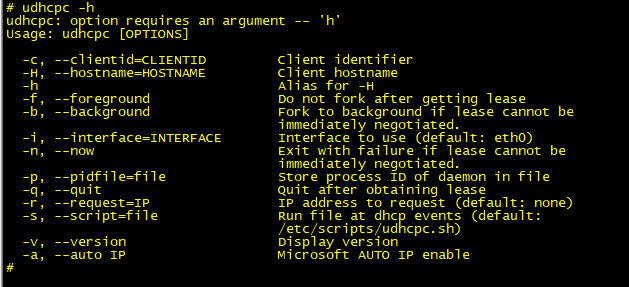 # udhcpc -h
udhcpc: option requires an argument -- 'h'
Usage: udhcpc [OPTIONS]
-c, --clientid=CLIENTID Client identifier
-H, --hostname=HOSTNAME Client hostname
-h Alias for -H
-f, --foreground Do not fork after getting lease
-b, --background Fork to background if lease cannot be
immediately negotiated.
-i, --interface=INTERFACE Interface to use (default: eth0)
-n, --now Exit with failure if lease cannot be
immediately negotiated.
-p, --pidfile=file Store process ID of daemon in file
-q, --quit Quit after obtaining lease
-r, --request=IP IP address to request (default: none)
-s, --script=file Run file at dhcp events (default:
/etc/scripts/udhcpc.sh)
-v, --version Display version
-a, --auto IP Microsoft AUTO IP enable
#